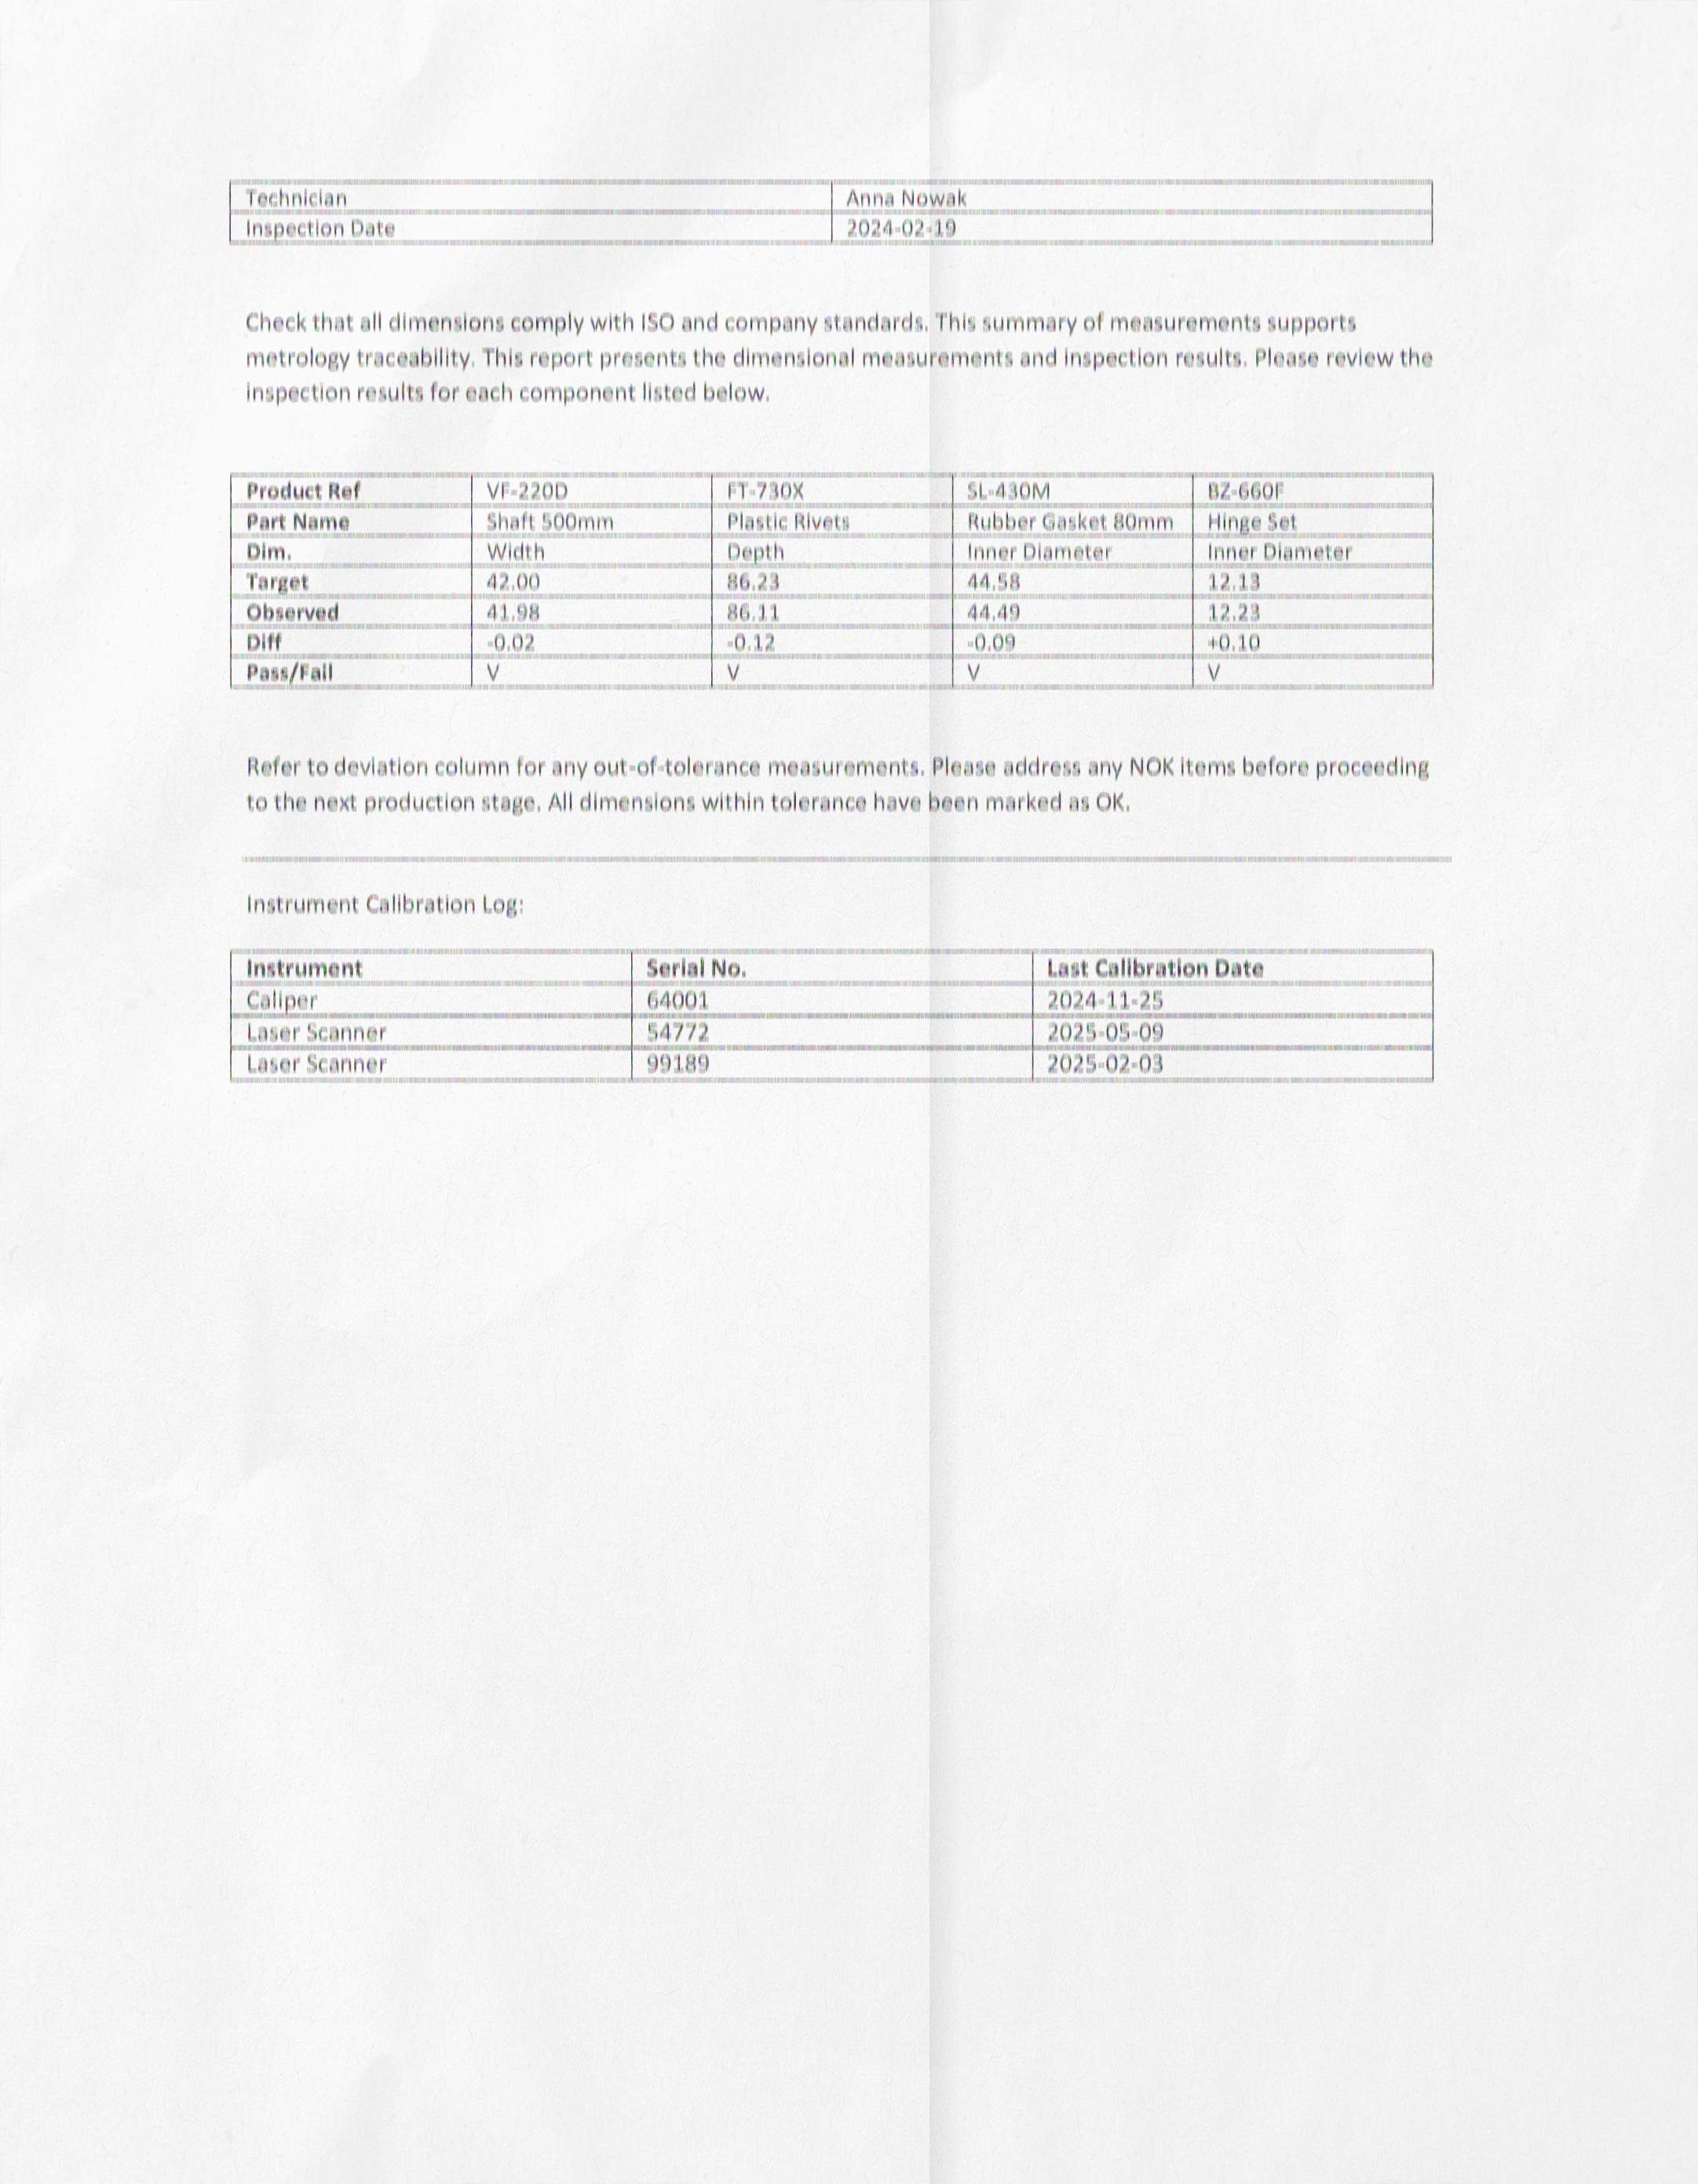 Technician Anna Nowak
Inspection Date 2024-02-19
Check that all dimensions comply with ISO and company standards. This summary of measurements supports
metrology traceability. This report presents the dimensional measurements and inspection results. Please review the
inspection results for each component listed below.
Product Ref VF-220D FT-730X SL-430M BZ-660F
Part Name Shaft 500mm Plastic Rivets Rubber Gasket 80mm Hinge Set
Dim. Width Depth Inner Diameter Inner Diameter
Target 42.00 86.23 44.58 12.13
Observed 41.98 86.11 44.49 12.23
Diff -0.02 -0.12 -0.09 +0.10
Pass/Fail V V V V
Refer to deviation column for any out-of-tolerance measurements. Please address any NOK items before proceeding
to the next production stage. All dimensions within tolerance have been marked as OK.
Instrument Calibration Log:
Instrument Serial No. Last Calibration Date
Caliper 64001 2024-11-25
Laser Scanner 54772 2025-05-09
Laser Scanner 99189 2025-02-03